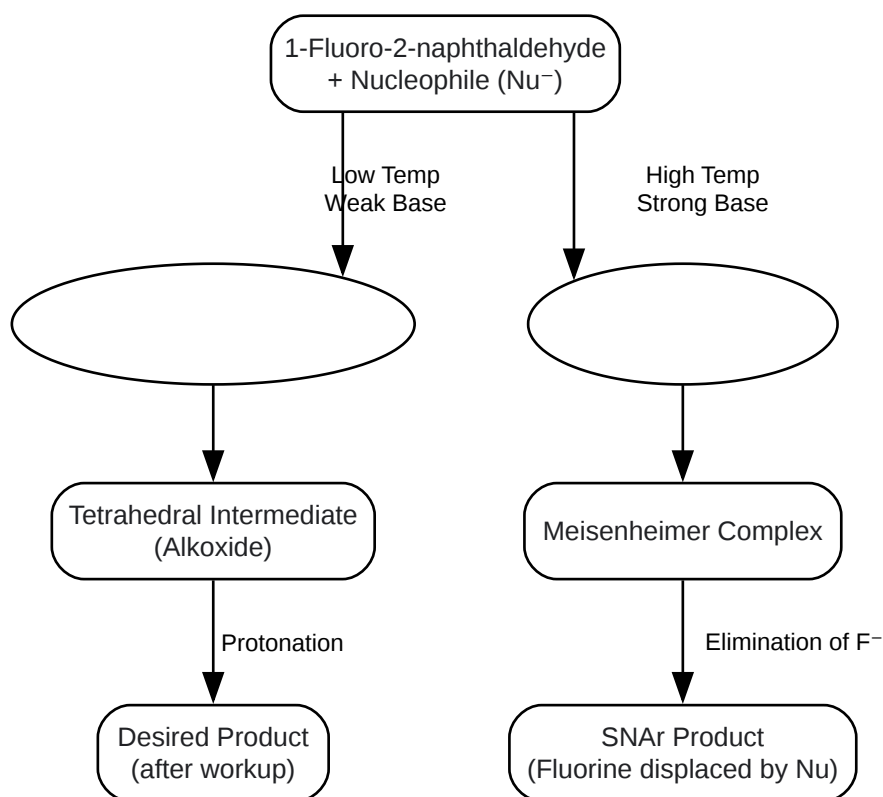 1-Fluoro-2-naphthaldehyde
+ Nucleophile (Nu⁻)
Low Temp
Weak Base
High Temp
Strong Base
Tetrahedral Intermediate
(Alkoxide)
Meisenheimer Complex
Protonation
Elimination of F⁻
Desired Product
(after workup)
SNAr Product
(Fluorine displaced by Nu)